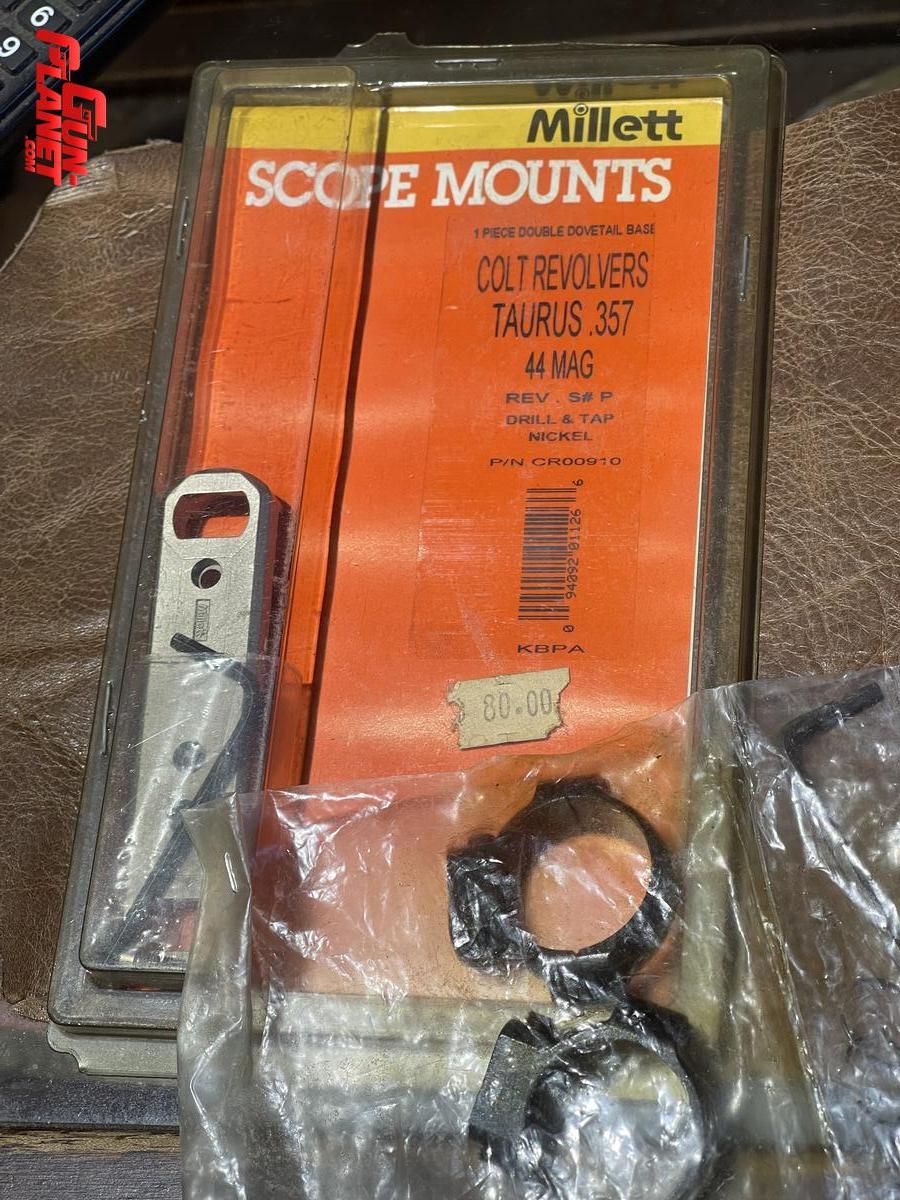 GUN
PLANET
.COM
Millett
SCOPE MOUNTS
1 PIECE DOUBLE DOVETAIL BASE
COLT REVOLVERS
TAURUS .357
44 MAG
REV . S# P
DRILL & TAP
NICKEL
P/N CR00910
0 94092 01126 6
KBPA
80.00